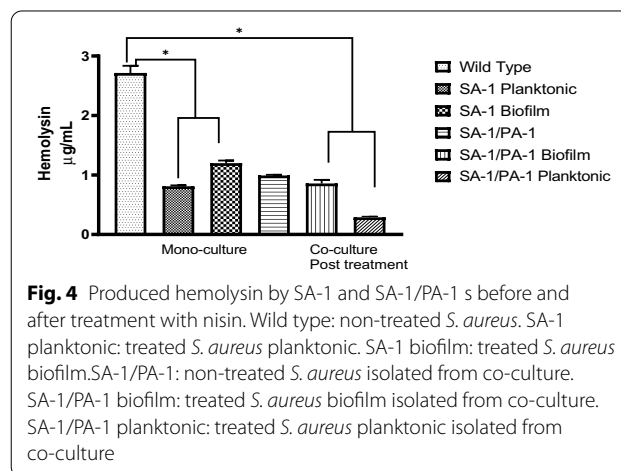 *
*
3
2
1
0
Hemolysin
µg/mL
Mono-culture
Co-culture
Post treatment
Wild Type
SA-1 Planktonic
SA-1 Biofilm
SA-1/PA-1
SA-1/PA-1 Biofilm
SA-1/PA-1 Planktonic
Fig. 4 Produced hemolysin by SA-1 and SA-1/PA-1 s before and
after treatment with nisin. Wild type: non-treated S. aureus. SA-1
planktonic: treated S. aureus planktonic. SA-1 biofilm: treated S. aureus
biofilm.SA-1/PA-1: non-treated S. aureus isolated from co-culture.
SA-1/PA-1 biofilm: treated S. aureus biofilm isolated from co-culture.
SA-1/PA-1 planktonic: treated S. aureus planktonic isolated from
co-culture